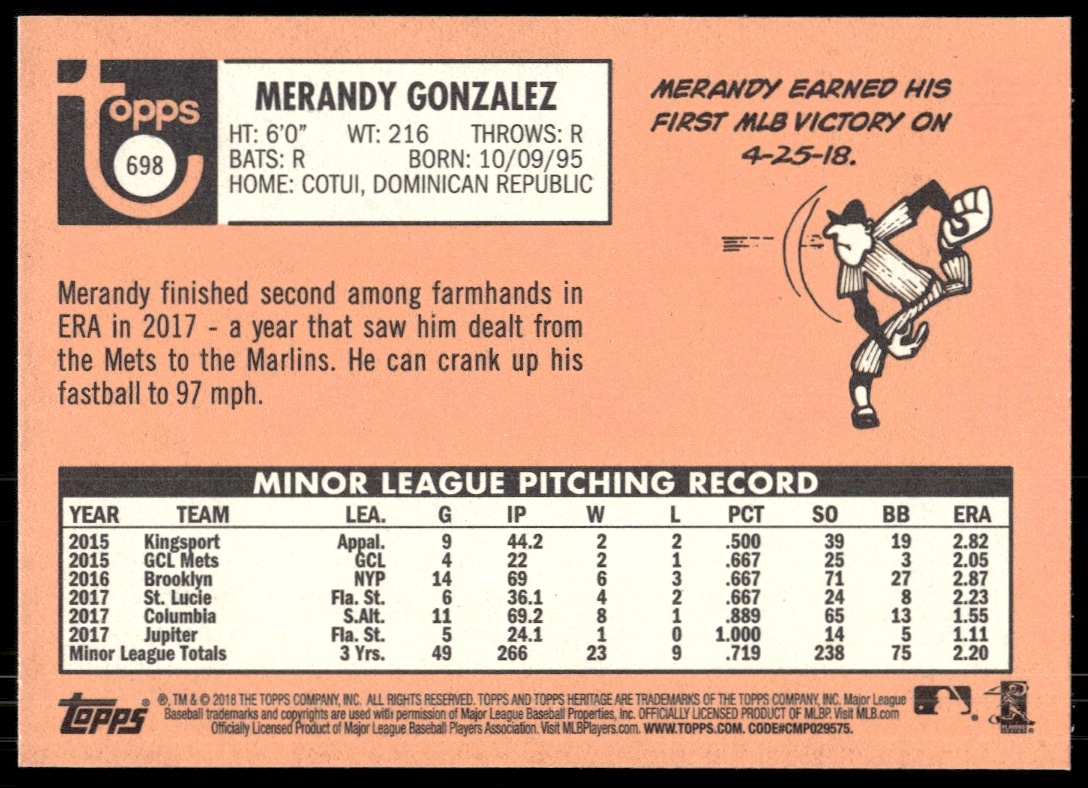 topps
698
MERANDY GONZALEZ
HT: 6'0" WT: 216 THROWS: R
BATS: R BORN: 10/09/95
HOME: COTUI, DOMINICAN REPUBLIC
MERANDY EARNED HIS
FIRST MLB VICTORY ON
4-25-18.
Merandy finished second among farmhands in
ERA in 2017 - a year that saw him dealt from
the Mets to the Marlins. He can crank up his
fastball to 97 mph.
MINOR LEAGUE PITCHING RECORD
YEAR TEAM LEA. G IP W L PCT SO BB ERA
2015 Kingsport Appal. 9 44.2 2 2 .500 39 19 2.82
2015 GCL Mets GCL 4 22 2 1 .667 25 3 2.05
2016 Brooklyn NYP 14 69 6 3 .667 71 27 2.87
2017 St. Lucie Fla. St. 6 36.1 4 2 .667 24 8 2.23
2017 Columbia S.Alt. 11 69.2 8 1 .889 65 13 1.55
2017 Jupiter Fla. St. 5 24.1 1 0 1.000 14 5 1.11
Minor League Totals 3 Yrs. 49 266 23 9 .719 238 75 2.20
TOPPS
®, TM & © 2018 THE TOPPS COMPANY, INC. ALL RIGHTS RESERVED. TOPPS AND TOPPS HERITAGE ARE TRADEMARKS OF THE TOPPS COMPANY, INC. Major League
Baseball trademarks and copyrights are used with permission of Major League Baseball Properties, Inc. OFFICIALLY LICENSED PRODUCT OF MLBP. Visit MLB.com
Officially Licensed Product of Major League Baseball Players Association. Visit MLBPlayers.com. WWW.TOPPS.COM. CODE#CMP029575.